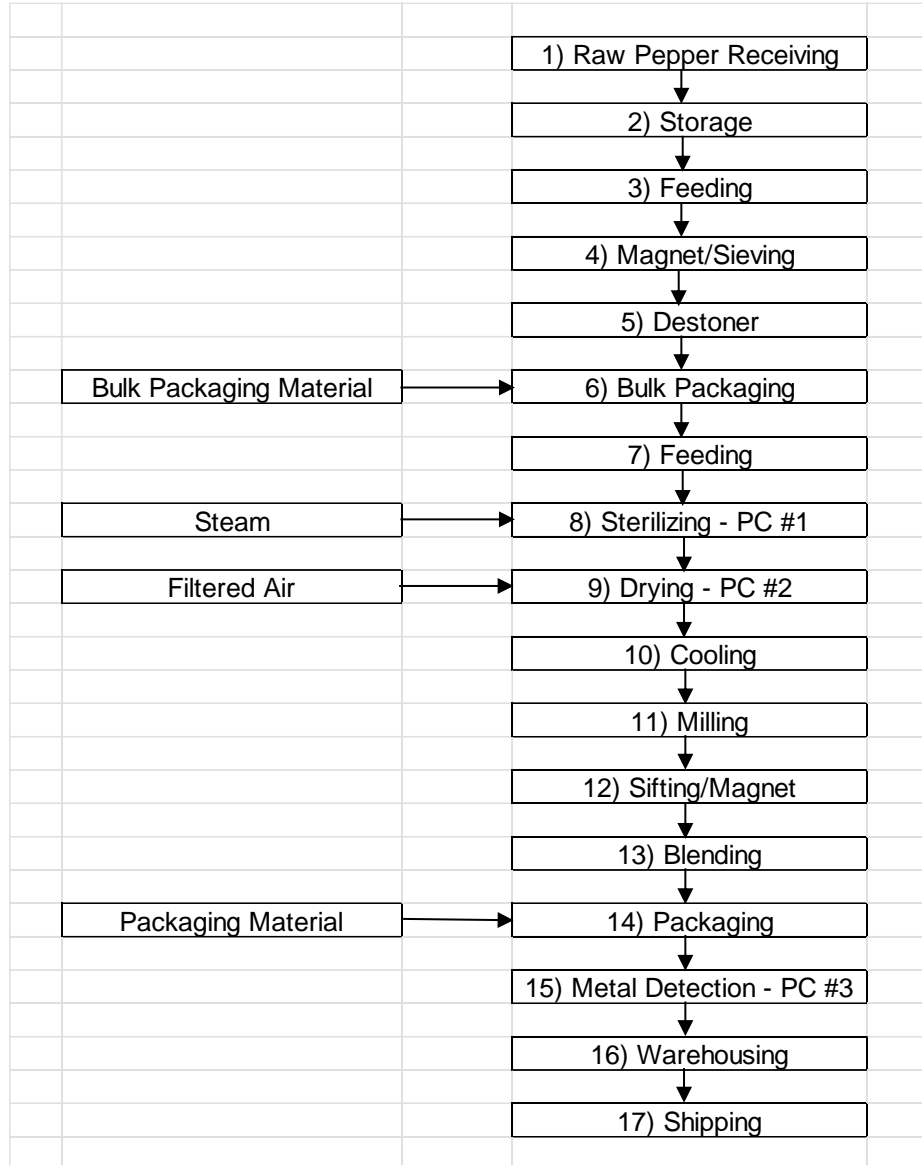 1) Raw Pepper Receiving
2) Storage
3) Feeding
4) Magnet/Sieving
5) Destoner
Bulk Packaging Material
6) Bulk Packaging
7) Feeding
Steam
8) Sterilizing - PC #1
Filtered Air
9) Drying - PC #2
10) Cooling
11) Milling
12) Sifting/Magnet
13) Blending
Packaging Material
14) Packaging
15) Metal Detection - PC #3
16) Warehousing
17) Shipping